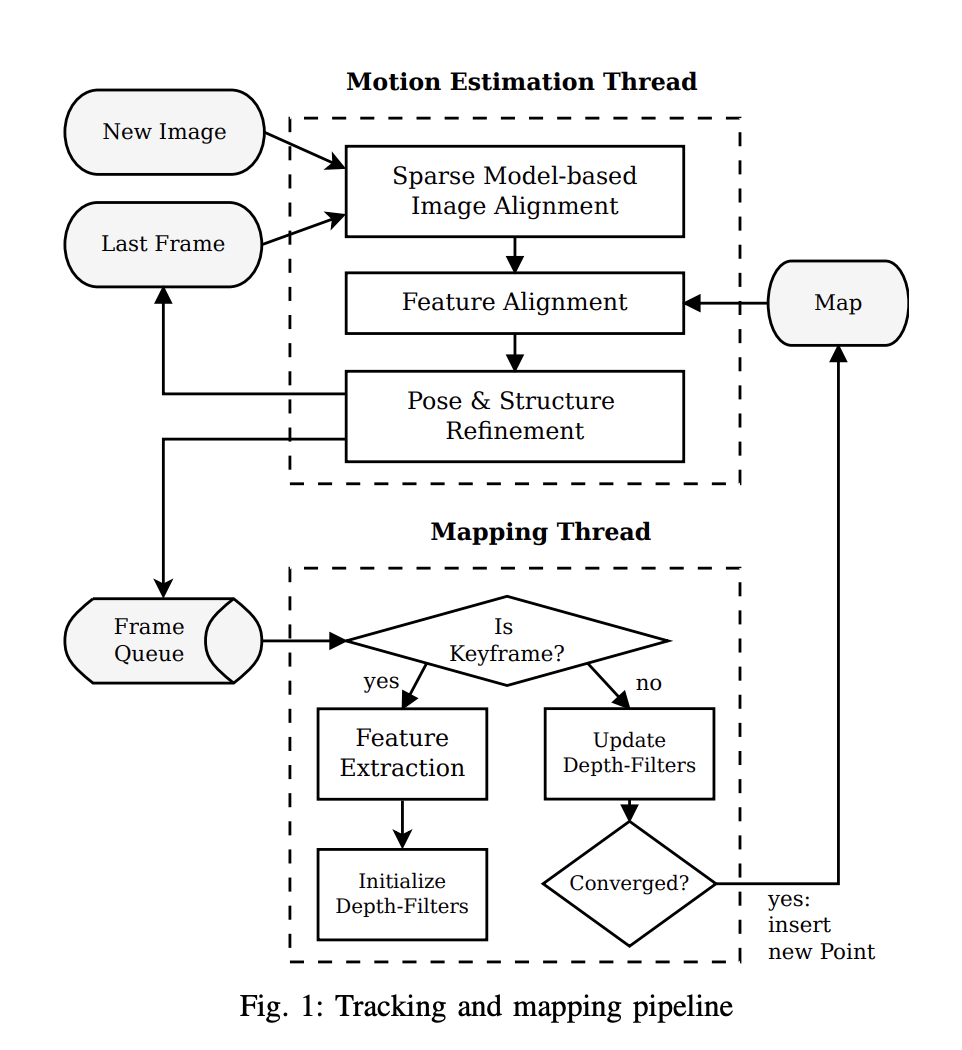 Motion Estimation Thread
New Image
Sparse Model-based
Image Alignment
Last Frame
Feature Alignment
Map
Pose & Structure
Refinement
Mapping Thread
Frame
Queue
Is
Keyframe?
yes
no
Feature
Extraction
Update
Depth-Filters
Initialize
Depth-Filters
Converged?
yes:
insert
new Point
Fig. 1: Tracking and mapping pipeline